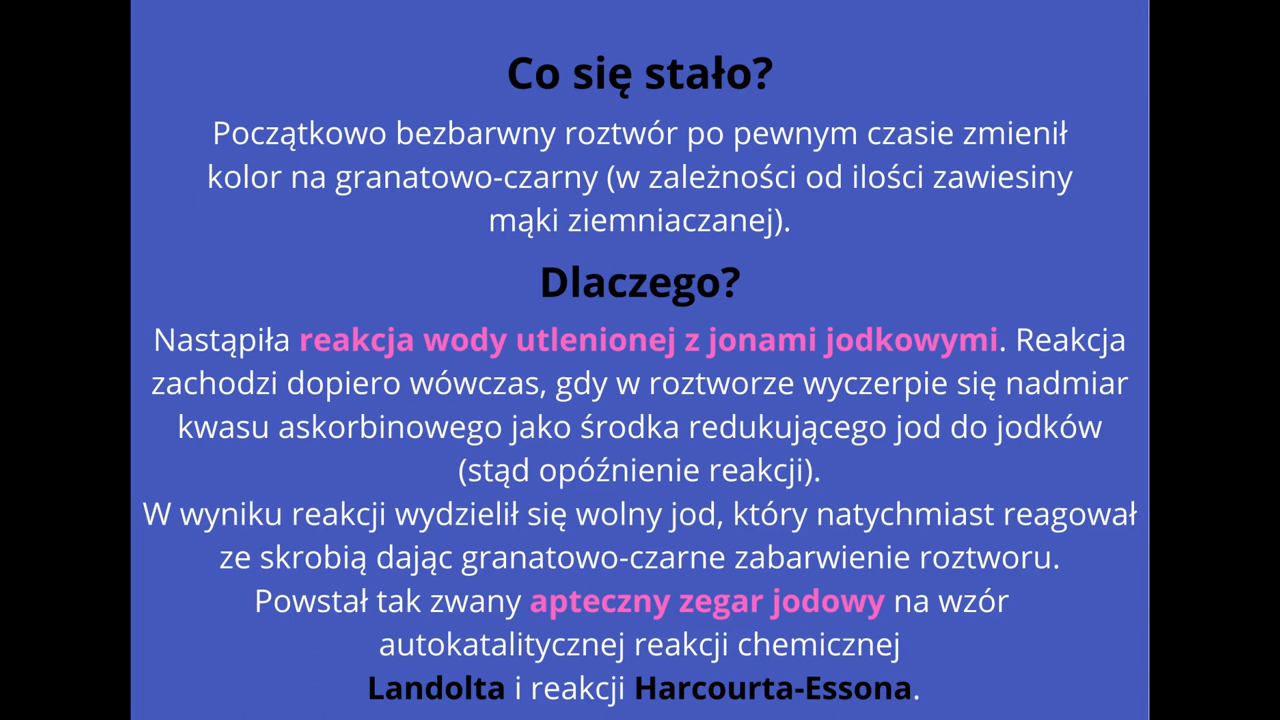 Co się stało?
Początkowo bezbarwny roztwór po pewnym czasie zmienił
kolor na granatowo-czarny (w zależności od ilości zawiesiny
mąki ziemniaczanej).
Dlaczego?
Nastąpiła reakcja wody utlenionej z jonami jodkowymi. Reakcja
zachodzi dopiero wówczas, gdy w roztworze wyczerpie się nadmiar
kwasu askorbinowego jako środka redukującego jod do jodków
(stąd opóźnienie reakcji).
W wyniku reakcji wydzielił się wolny jod, który natychmiast reagował
ze skrobią dając granatowo-czarne zabarwienie roztworu.
Powstał tak zwany apteczny zegar jodowy na wzór
autokatalitycznej reakcji chemicznej
Landolta i reakcji Harcourta-Essona.